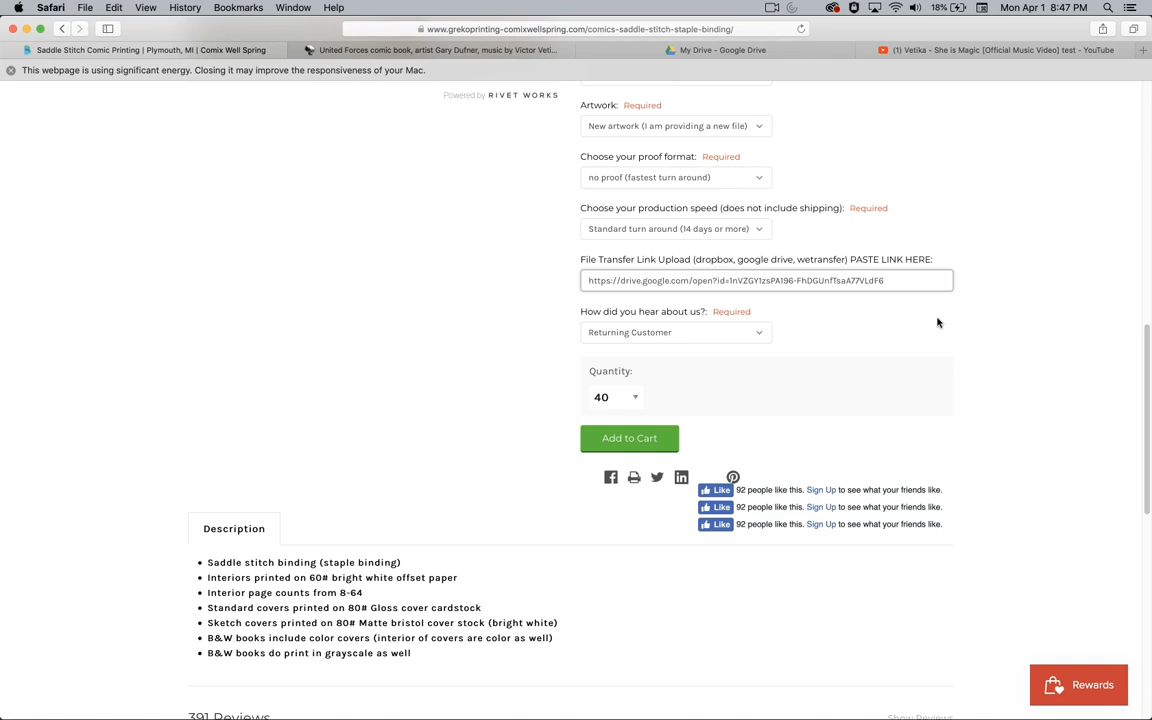 Safari File Edit View History Bookmarks Window Help 18% Mon Apr 1 8:47 PM
www.grekoprinting-comixwellspring.com/comics-saddle-stitch-staple-binding/
Saddle Stitch Comic Printing | Plymouth, MI | Comix Well Spring United Forces comic book, artist Gary Dufner, music by Victor Veti... My Drive - Google Drive (1) Vetika - She is Magic [Official Music Video] test - YouTube
This webpage is using significant energy. Closing it may improve the responsiveness of your Mac.
Powered by RIVET WORKS
Artwork: Required
New artwork (I am providing a new file)
Choose your proof format: Required
no proof (fastest turn around)
Choose your production speed (does not include shipping): Required
Standard turn around (14 days or more)
File Transfer Link Upload (dropbox, google drive, wetransfer) PASTE LINK HERE:
https://drive.google.com/open?id=1nVZGY1zsPA196-FhDGUnfTsaA77VLdF6
How did you hear about us?: Required
Returning Customer
Quantity:
40
Add to Cart
Like 92 people like this. Sign Up to see what your friends like.
Like 92 people like this. Sign Up to see what your friends like.
Like 92 people like this. Sign Up to see what your friends like.
Description
• Saddle stitch binding (staple binding)
• Interiors printed on 60# bright white offset paper
• Interior page counts from 8-64
• Standard covers printed on 80# Gloss cover cardstock
• Sketch covers printed on 80# Matte bristol cover stock (bright white)
• B&W books include color covers (interior of covers are color as well)
• B&W books do print in grayscale as well
Rewards
391 Reviews Show Reviews